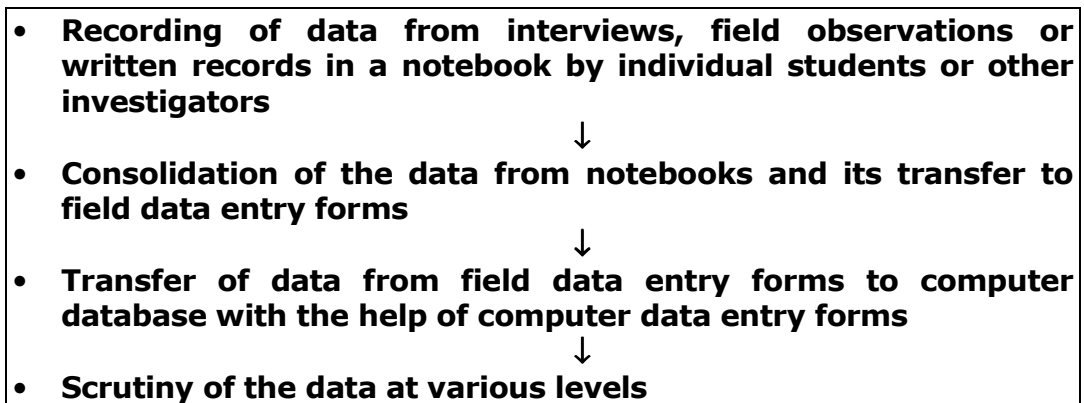 • Recording of data from interviews, field observations or
written records in a notebook by individual students or other
investigators
↓
• Consolidation of the data from notebooks and its transfer to
field data entry forms
↓
• Transfer of data from field data entry forms to computer
database with the help of computer data entry forms
↓
• Scrutiny of the data at various levels